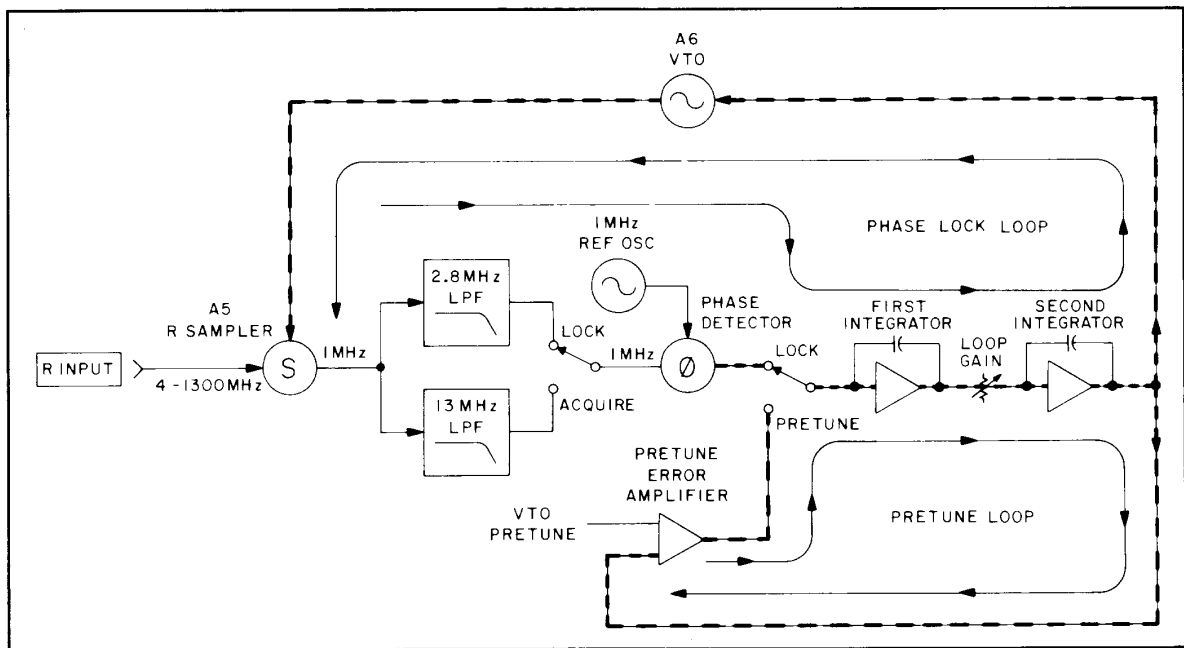 A6
VTO
1MHz
REF OSC
PHASE LOCK LOOP
2.8MHz
LPF
A5
R SAMPLER
PHASE
DETECTOR
FIRST
INTEGRATOR
SECOND
INTEGRATOR
LOCK
LOCK
LOOP
GAIN
R INPUT
S
1MHz
1MHz
Ø
4-1300MHz
13MHz
LPF
ACQUIRE
PRETUNE
PRETUNE
ERROR
AMPLIFIER
VTO
PRETUNE
PRETUNE LOOP